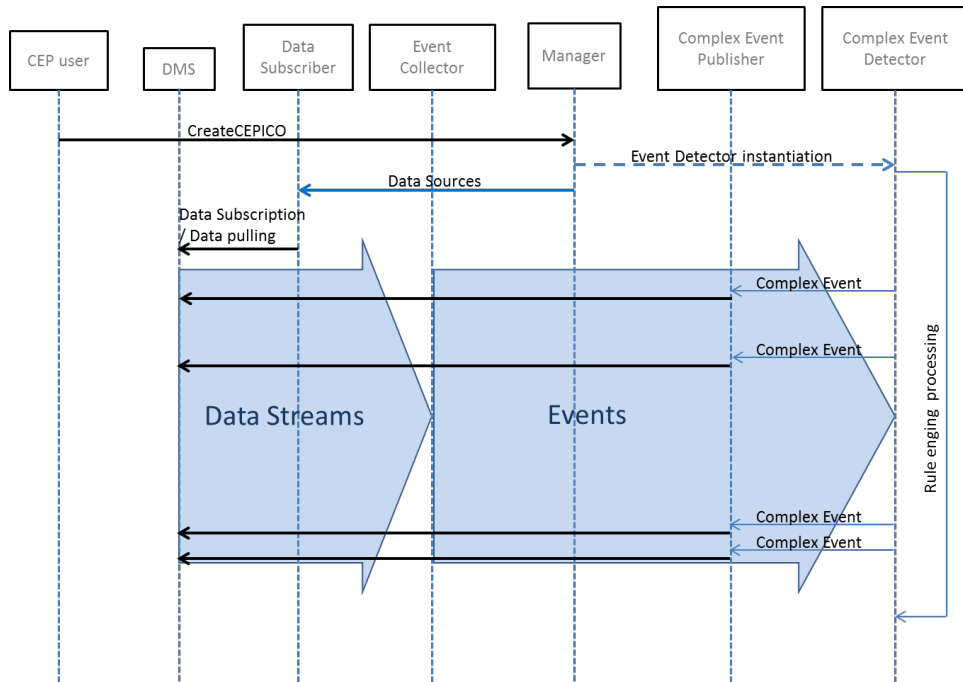 CEP user
DMS
Data
Subscriber
Event
Collector
Manager
Complex Event
Publisher
Complex Event
Detector
CreateCEPICO
Event Detector instantiation
Data Sources
Data Subscription
/ Data pulling
Complex Event
Complex Event
Data Streams
Events
Rule enging processing
Complex Event
Complex Event